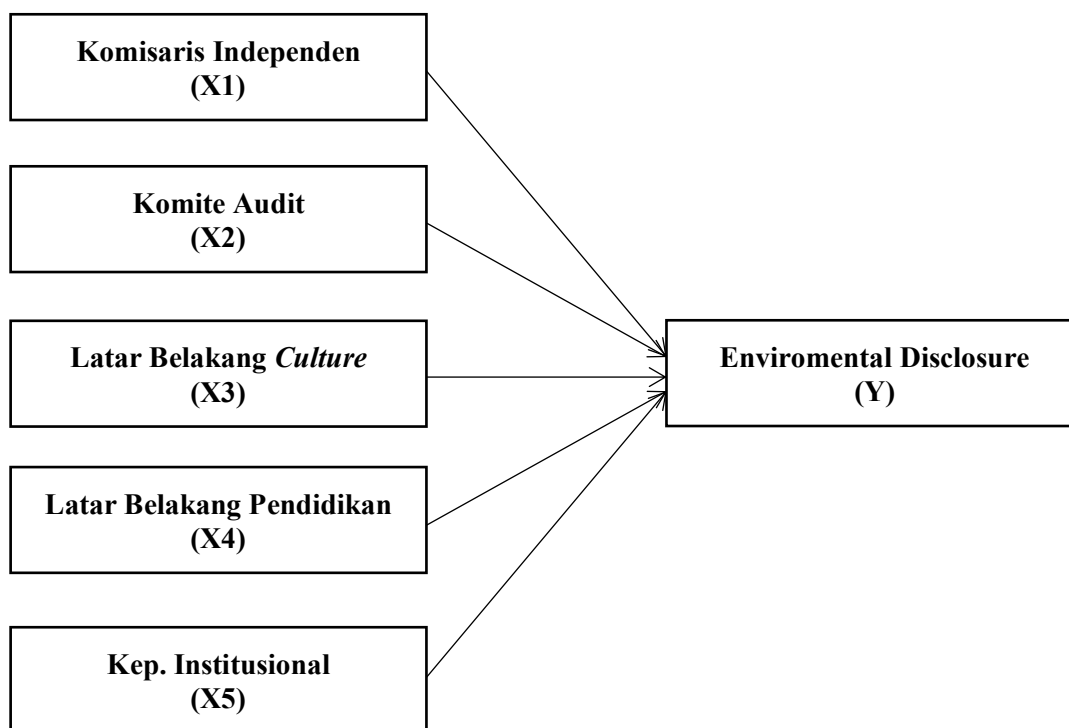 Komisaris Independen
(X1)
Komite Audit
(X2)
Latar Belakang Culture
(X3)
Enviromental Disclosure
(Y)
Latar Belakang Pendidikan
(X4)
Kep. Institusional
(X5)